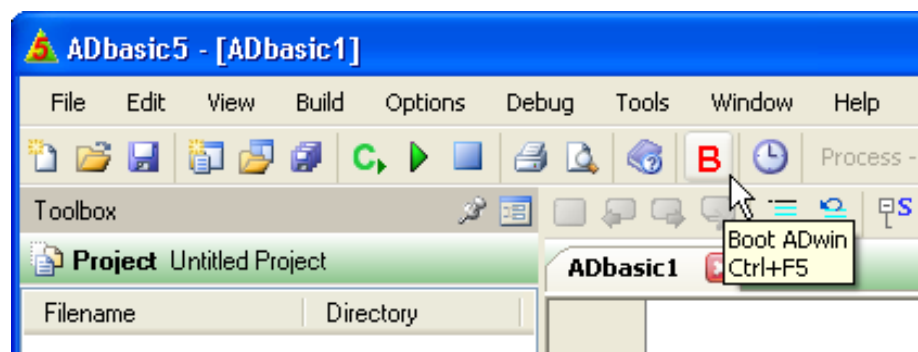 ADbasic5 - [ADbasic1]
File Edit View Build Options Debug Tools Window Help
C B Process -
Toolbox S
Boot ADwin
Project Untitled Project ADbasic1 Ctrl+F5
Filename Directory